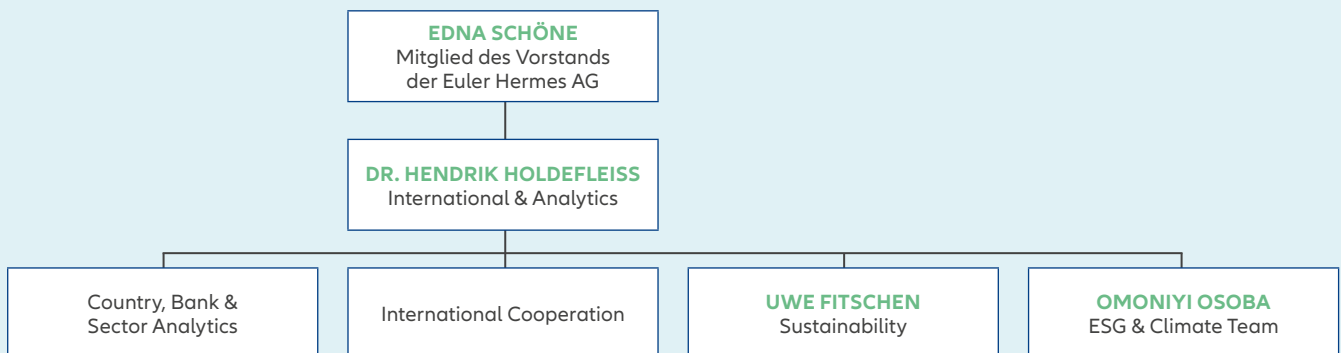 EDNA SCHÖNE
Mitglied des Vorstands
der Euler Hermes AG
DR. HENDRIK HOLDEFLEISS
International & Analytics
Country, Bank &
Sector Analytics
International Cooperation
UWE FITSCHEN
Sustainability
OMONIYI OSOBA
ESG & Climate Team